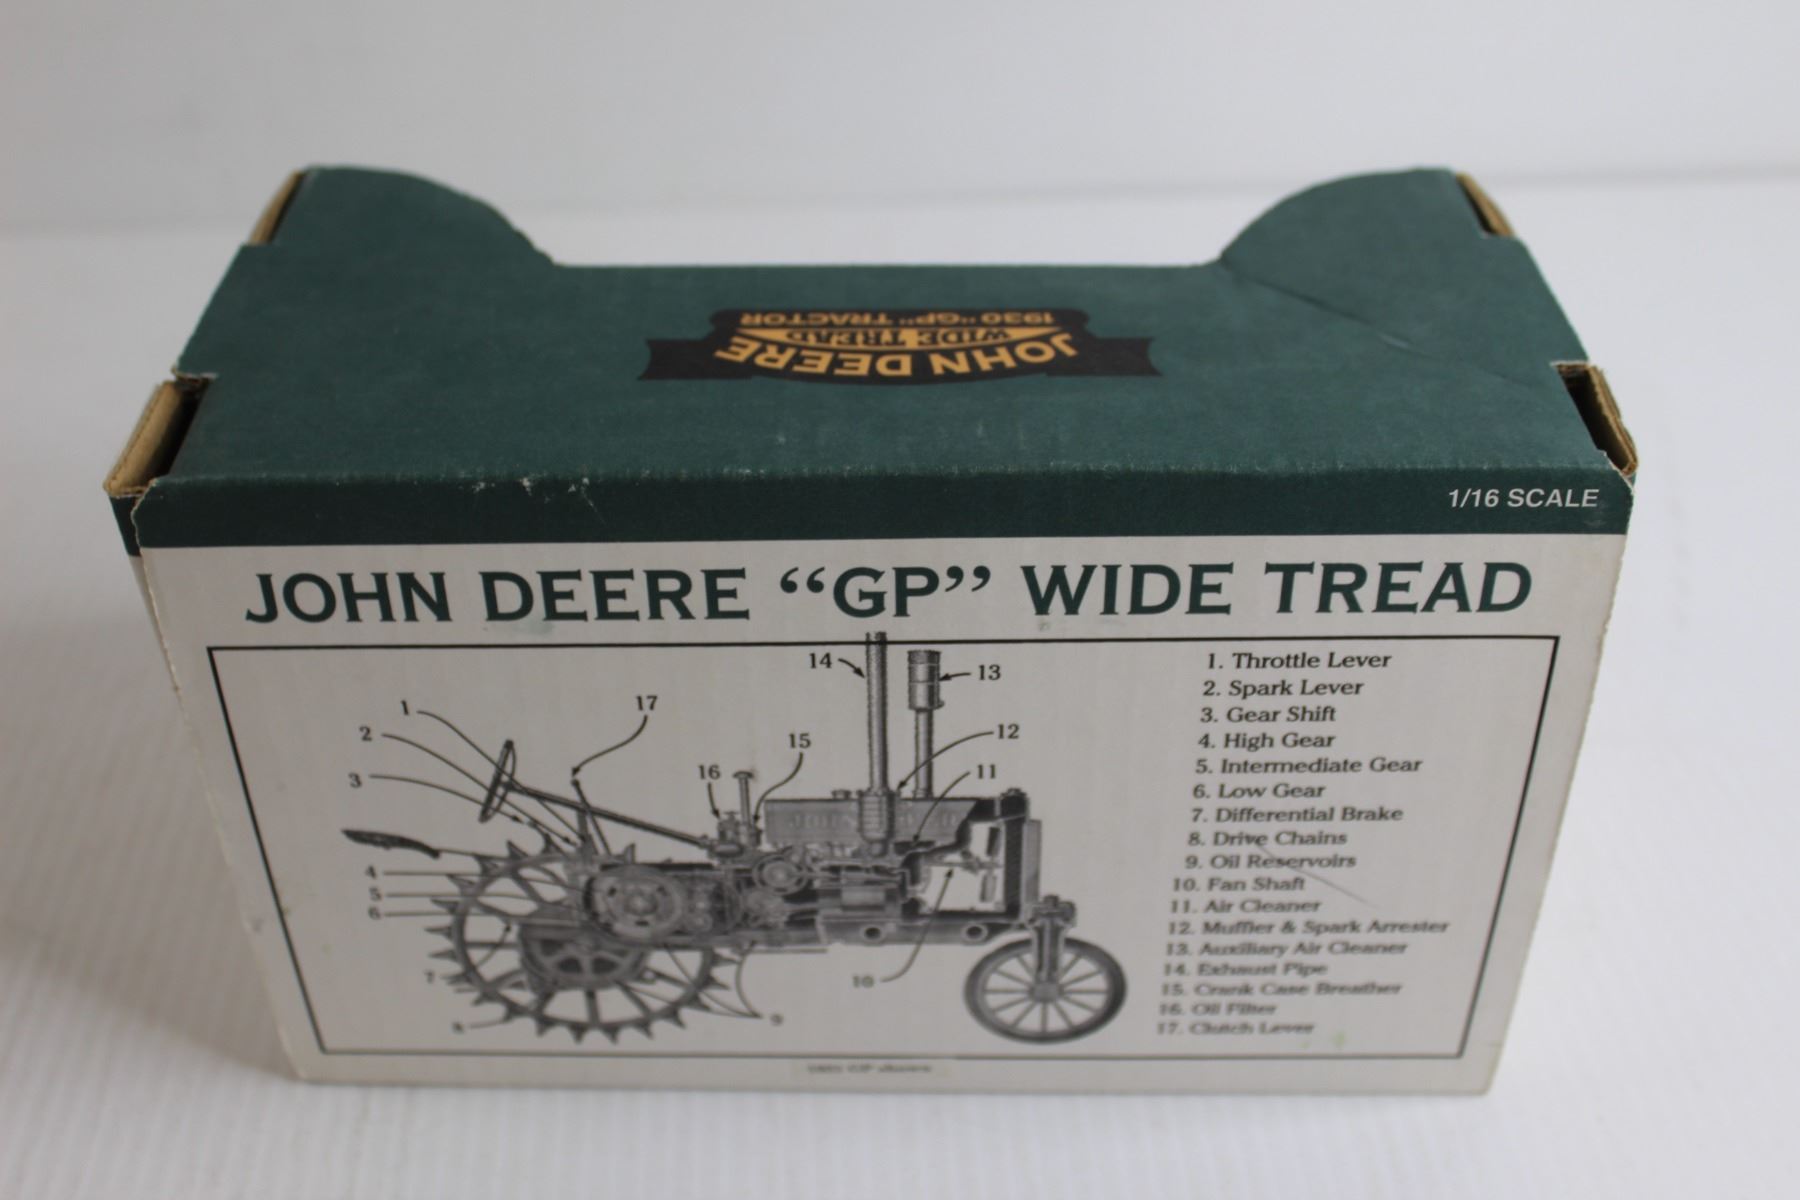 JOHN DEERE
WIDE TREAD
1930 "GP" TRACTOR
1/16 SCALE
JOHN DEERE “GP” WIDE TREAD
14
13
1
17
2
12
15
3
16
11
4
5
6
7
10
8
9
JOHN
1. Throttle Lever
2. Spark Lever
3. Gear Shift
4. High Gear
5. Intermediate Gear
6. Low Gear
7. Differential Brake
8. Drive Chains
9. Oil Reservoirs
10. Fan Shaft
11. Air Cleaner
12. Muffler & Spark Arrester
13. Auxiliary Air Cleaner
14. Exhaust Pipe
15. Crank Case Breather
16. Oil Filter
17. Clutch Lever
GP shown